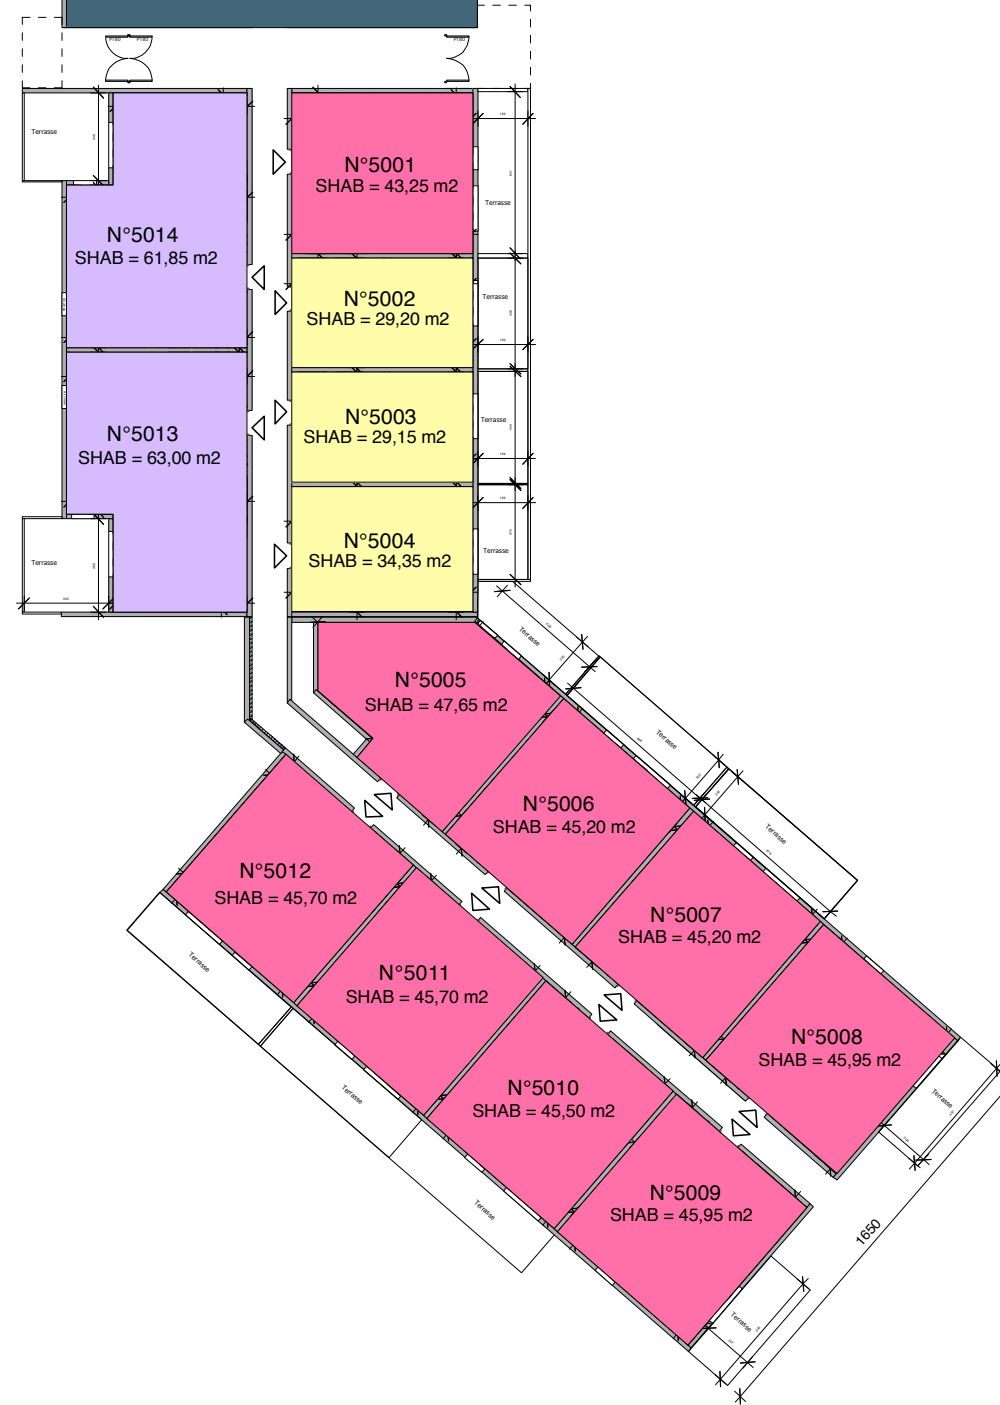 Terrasse
N°5001
SHAB = 43,25 m2
Terrasse
N°5014
SHAB = 61,85 m2
N°5002
SHAB = 29,20 m2
Terrasse
N°5003
SHAB = 29,15 m2
Terrasse
N°5013
SHAB = 63,00 m2
N°5004
SHAB = 34,35 m2
Terrasse
Terrasse
Terrasse
N°5005
SHAB = 47,65 m2
Terrasse
N°5006
SHAB = 45,20 m2
Terrasse
N°5012
SHAB = 45,70 m2
N°5007
SHAB = 45,20 m2
Terrasse
N°5011
SHAB = 45,70 m2
N°5008
SHAB = 45,95 m2
Terrasse
Terrasse
N°5010
SHAB = 45,50 m2
N°5009
SHAB = 45,95 m2
Terrasse
1650
Terrasse